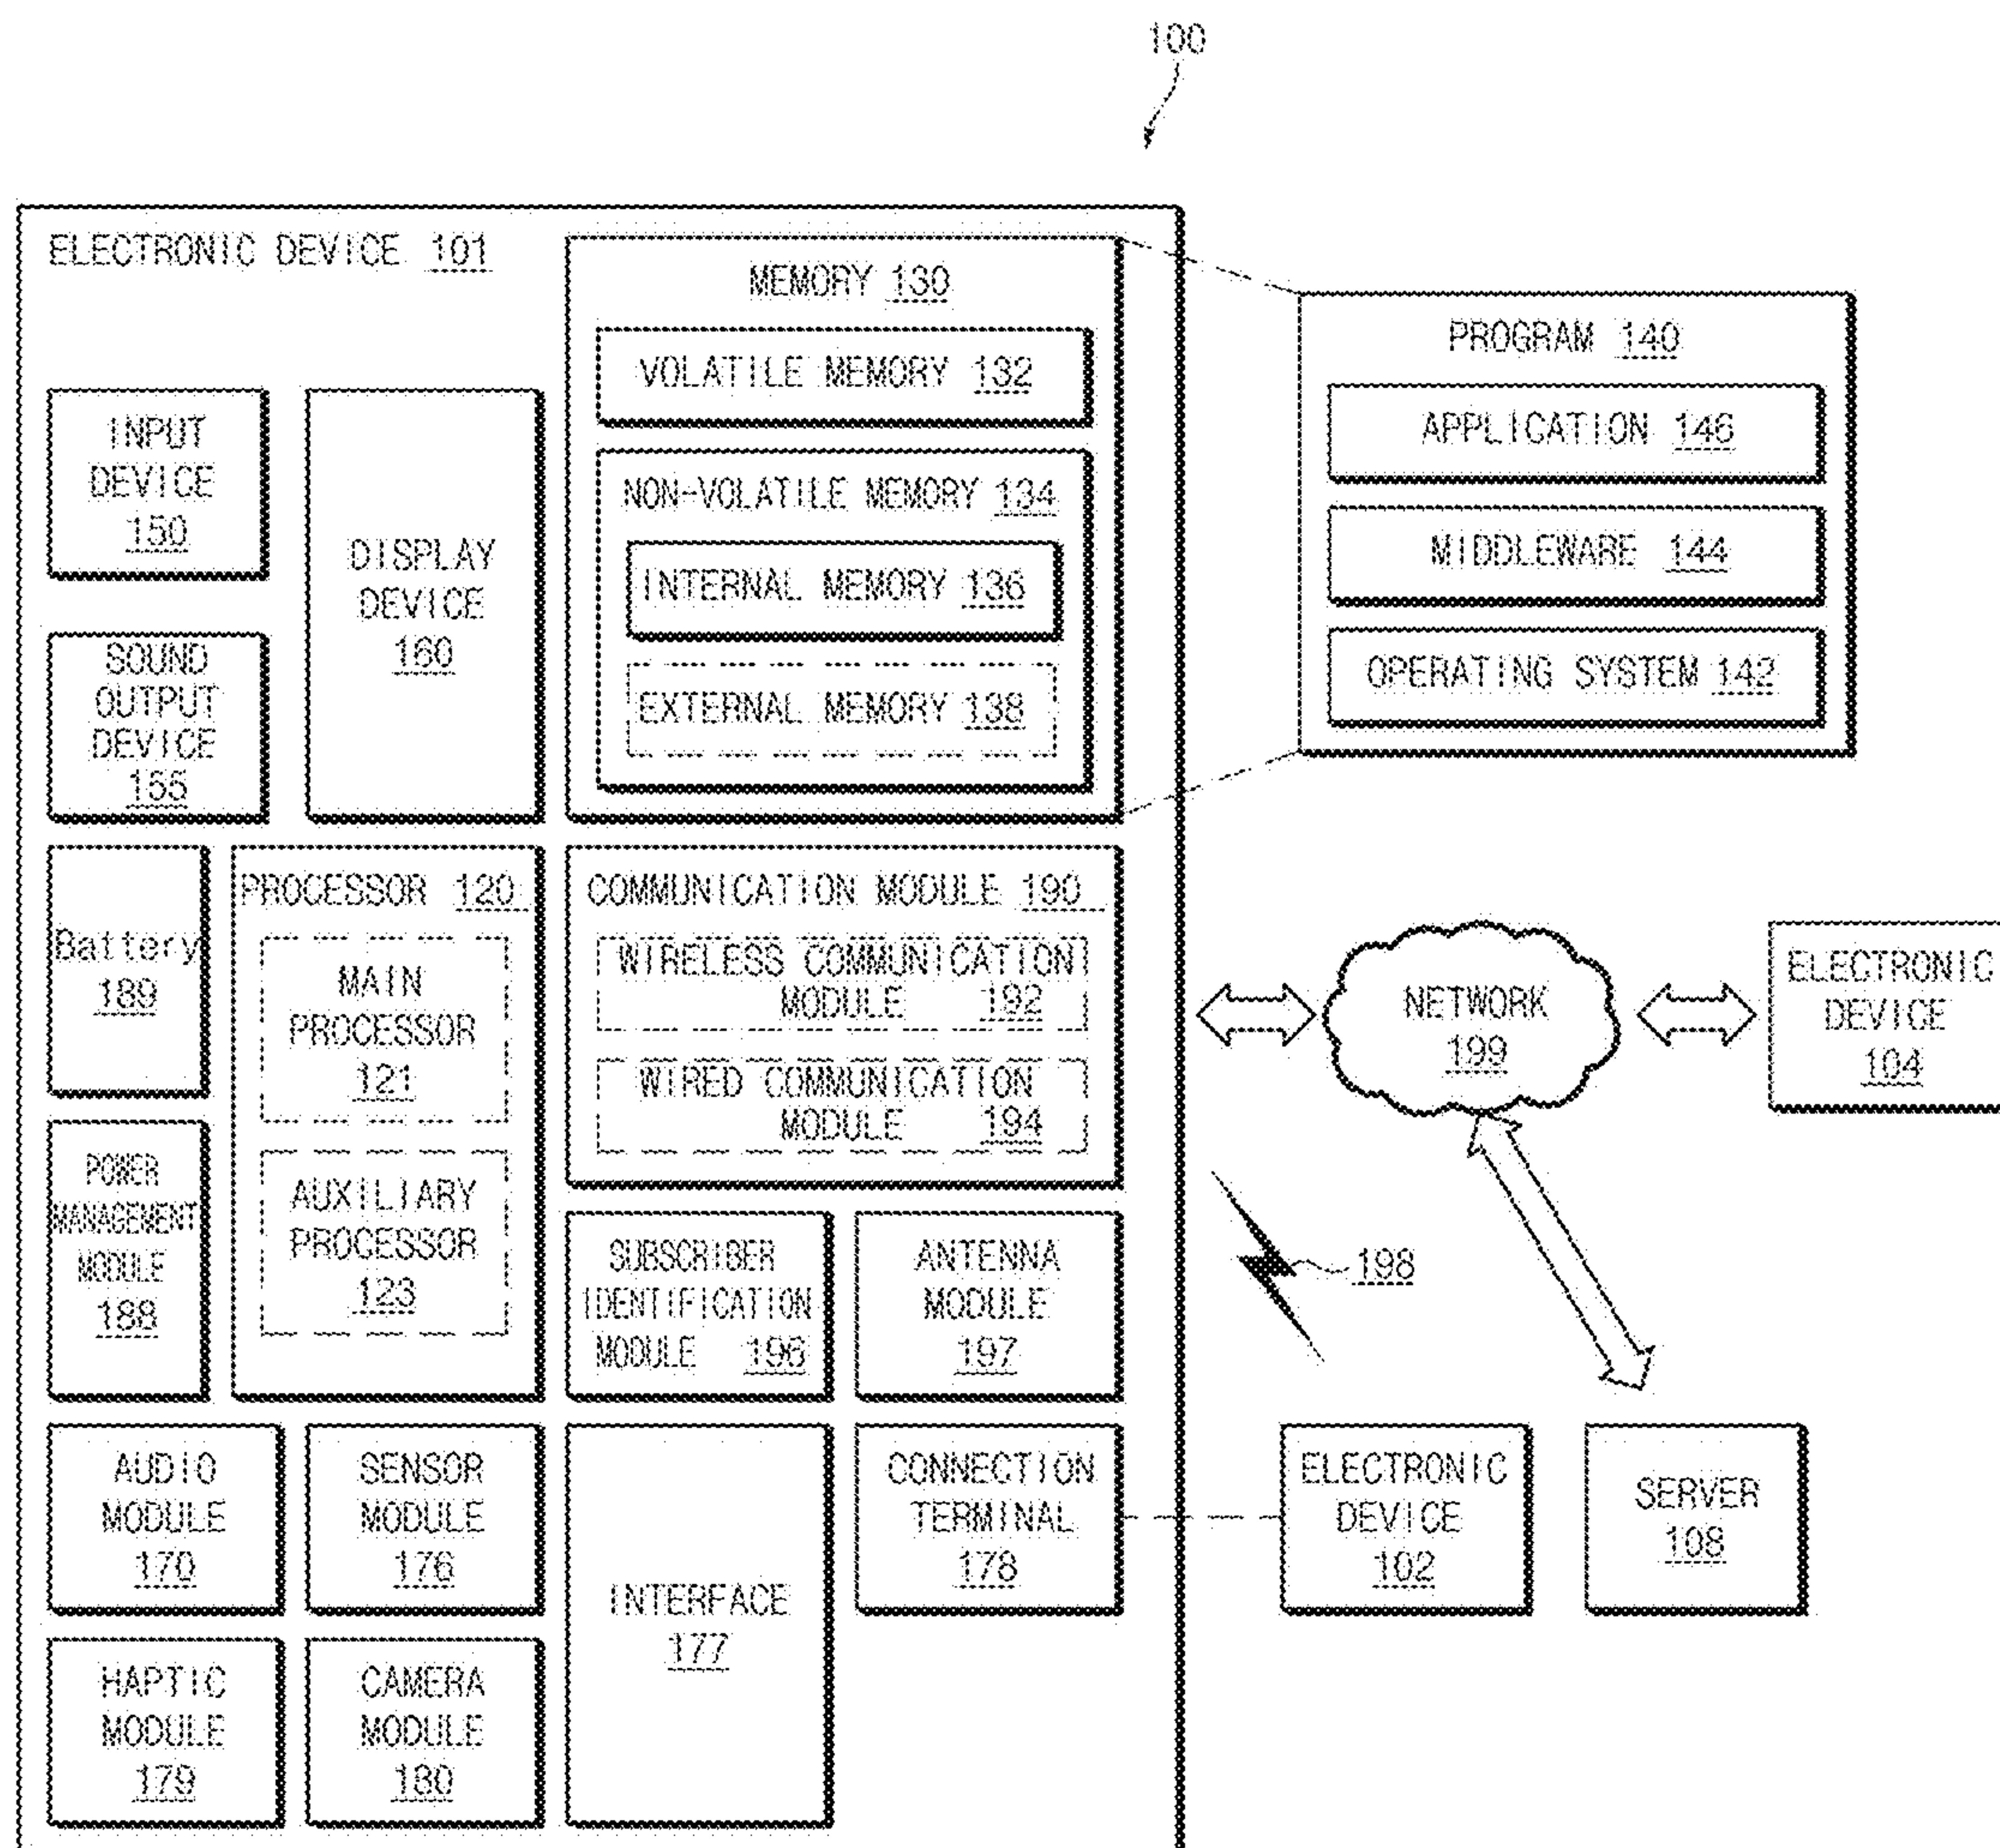 100
ELECTRONIC DEVICE 101
MEMORY 130
VOLATILE MEMORY 132
NON-VOLATILE MEMORY 134
INTERNAL MEMORY 136
EXTERNAL MEMORY 138
PROGRAM 140
APPLICATION 146
MIDDLEWARE 144
OPERATING SYSTEM 142
INPUT
DEVICE
150
DISPLAY
DEVICE
160
SOUND
OUTPUT
DEVICE
155
Battery
189
PROCESSOR 120
MAIN
PROCESSOR
121
AUXILIARY
PROCESSOR
123
POWER
MANAGEMENT
MODULE
188
COMMUNICATION MODULE 190
WIRELESS COMMUNICATION
MODULE 192
WIRED COMMUNICATION
MODULE 194
SUBSCRIBER
IDENTIFICATION
MODULE 196
ANTENNA
MODULE
197
NETWORK
199
ELECTRONIC
DEVICE
104
198
AUDIO
MODULE
170
SENSOR
MODULE
176
INTERFACE
177
CONNECTION
TERMINAL
178
ELECTRONIC
DEVICE
102
SERVER
108
HAPTIC
MODULE
179
CAMERA
MODULE
180